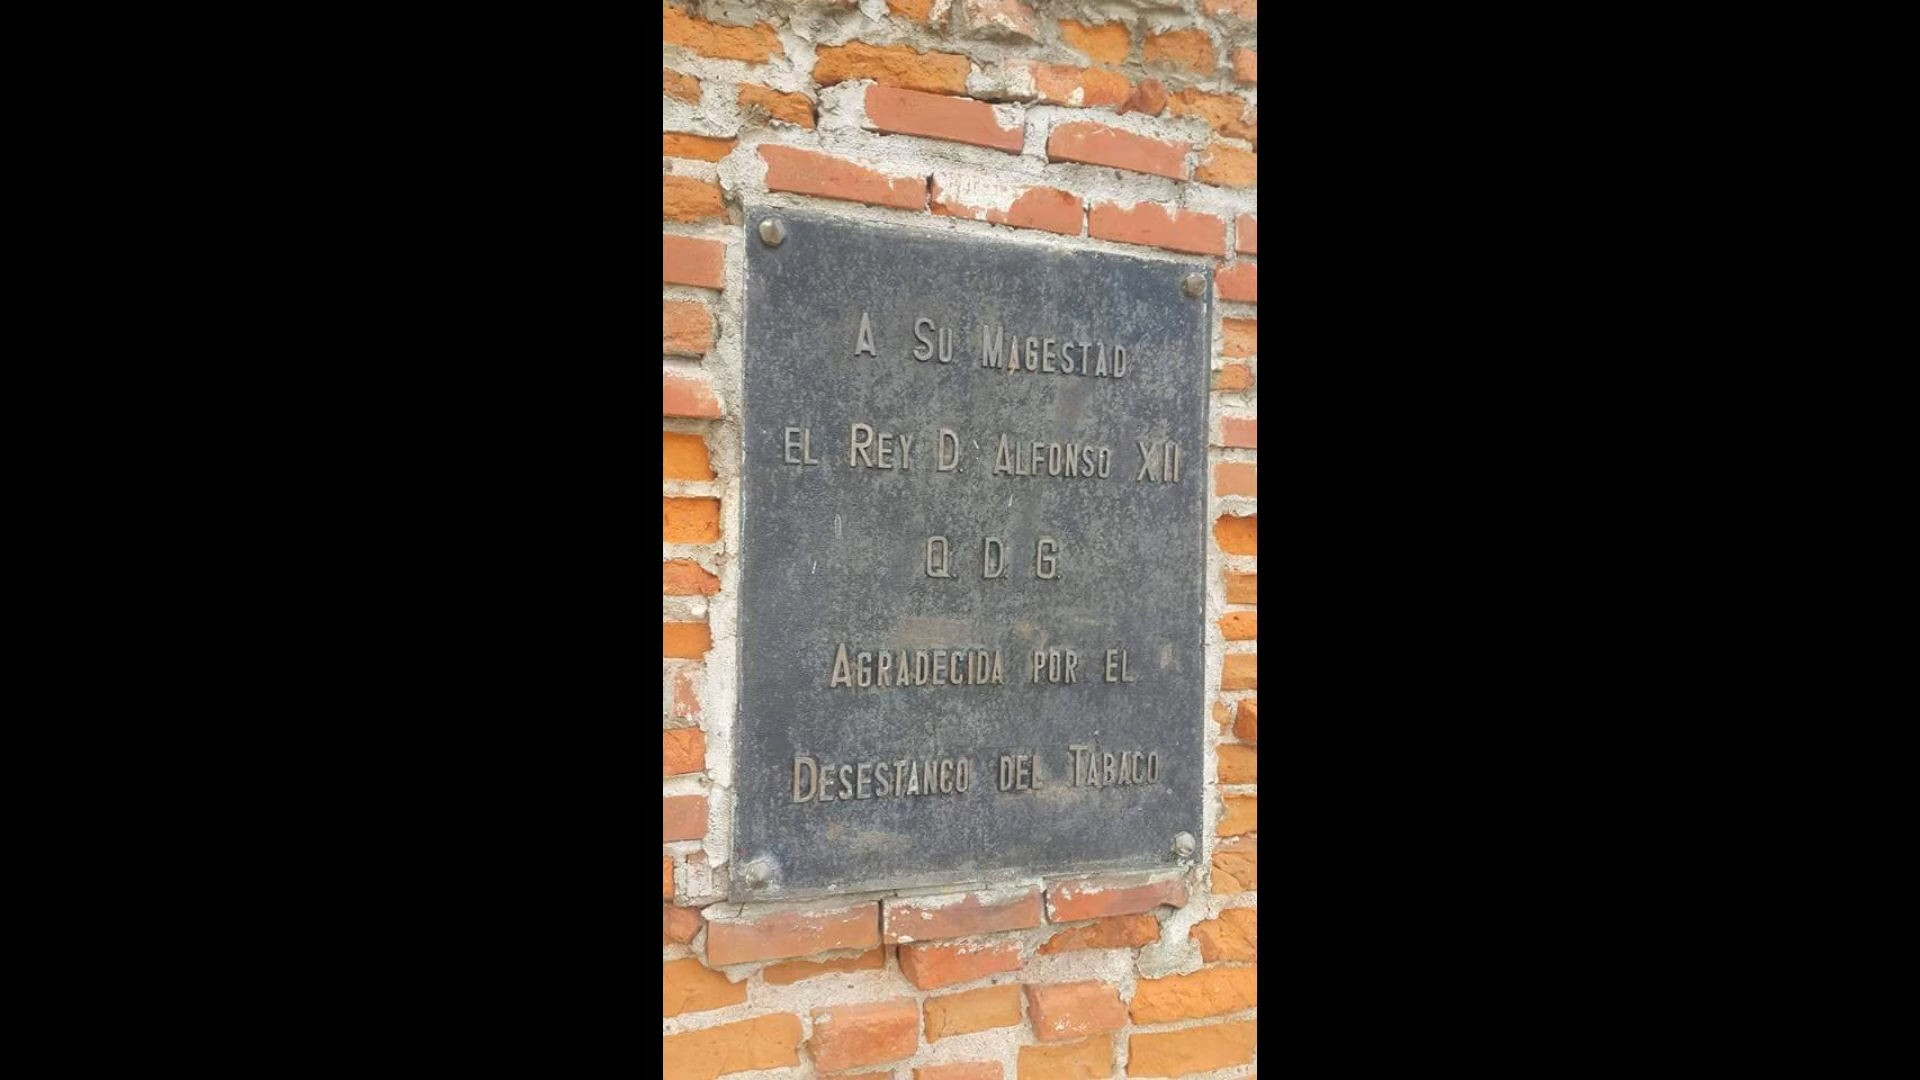 A SU MAGESTAD
EL REY D. ALFONSO XII
Q. D. G.
AGRADECIDA POR EL
DESESTANCO DEL TABACO